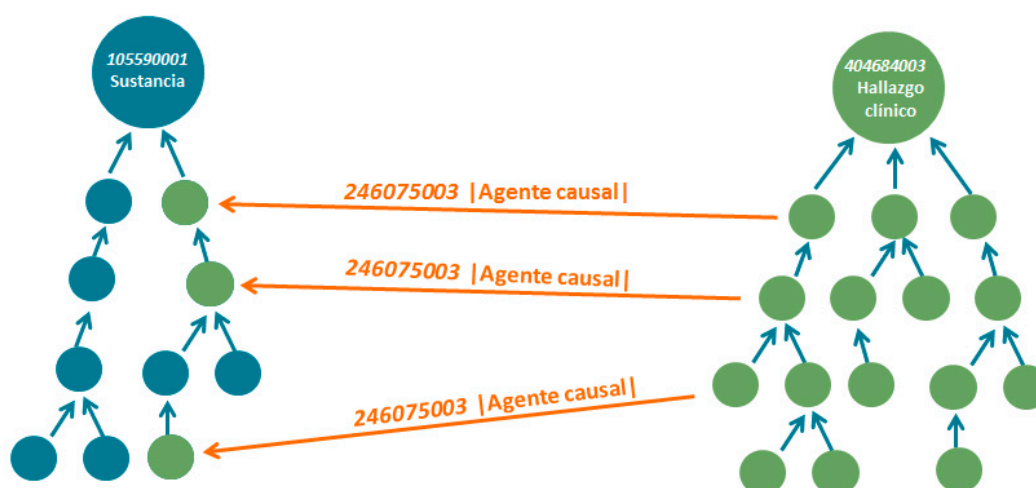 105590001
Sustancia
404684003
Hallazgo
clínico
246075003 |Agente causal|
246075003 |Agente causal|
246075003 |Agente causal|